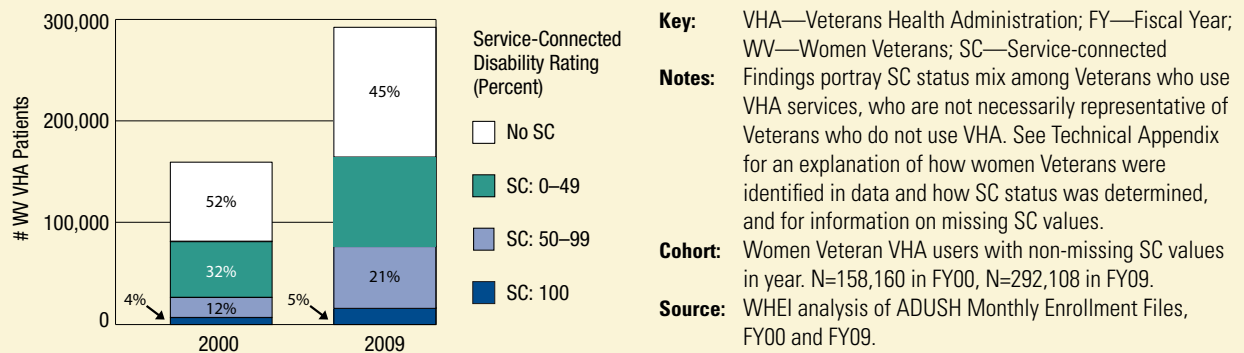 300,000
200,000
100,000
0
# WV VHA Patients
52%
32%
12%
4%
2000
45%
21%
5%
2009
Service-Connected
Disability Rating
(Percent)
No SC
SC: 0–49
SC: 50–99
SC: 100
Key: VHA—Veterans Health Administration; FY—Fiscal Year;
WV—Women Veterans; SC—Service-connected
Notes: Findings portray SC status mix among Veterans who use
VHA services, who are not necessarily representative of
Veterans who do not use VHA. See Technical Appendix
for an explanation of how women Veterans were
identified in data and how SC status was determined,
and for information on missing SC values.
Cohort: Women Veteran VHA users with non-missing SC values
in year. N=158,160 in FY00, N=292,108 in FY09.
Source: WHEI analysis of ADUSH Monthly Enrollment Files,
FY00 and FY09.